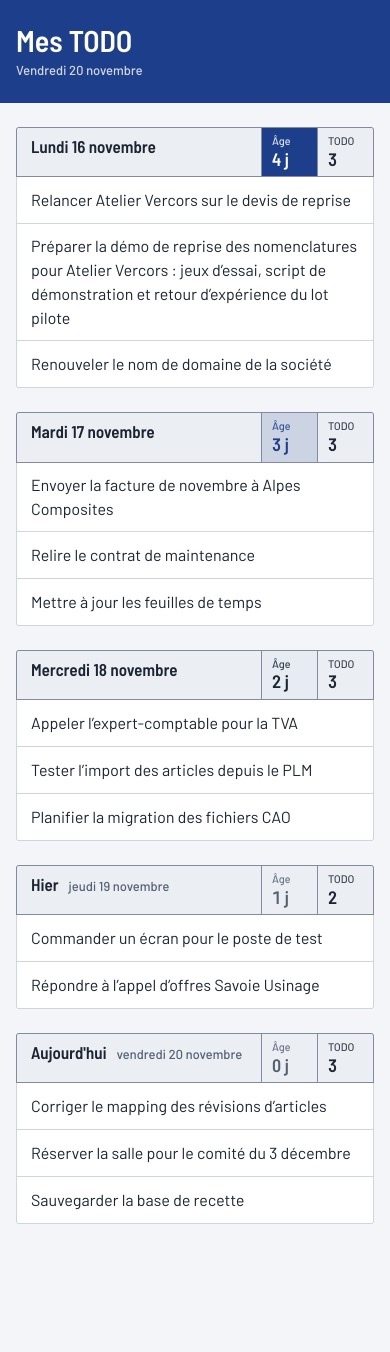 Mes TODO
Vendredi 20 novembre
Lundi 16 novembre
Âge
4 j
TODO
3
Relancer Atelier Vercors sur le devis de reprise
Préparer la démo de reprise des nomenclatures
pour Atelier Vercors : jeux d’essai, script de
démonstration et retour d’expérience du lot
pilote
Renouveler le nom de domaine de la société
Mardi 17 novembre
Âge
3 j
TODO
3
Envoyer la facture de novembre à Alpes
Composites
Relire le contrat de maintenance
Mettre à jour les feuilles de temps
Mercredi 18 novembre
Âge
2 j
TODO
3
Appeler l’expert-comptable pour la TVA
Tester l’import des articles depuis le PLM
Planifier la migration des fichiers CAO
Hier jeudi 19 novembre
Âge
1 j
TODO
2
Commander un écran pour le poste de test
Répondre à l’appel d’offres Savoie Usinage
Aujourd'hui vendredi 20 novembre
Âge
0 j
TODO
3
Corriger le mapping des révisions d’articles
Réserver la salle pour le comité du 3 décembre
Sauvegarder la base de recette